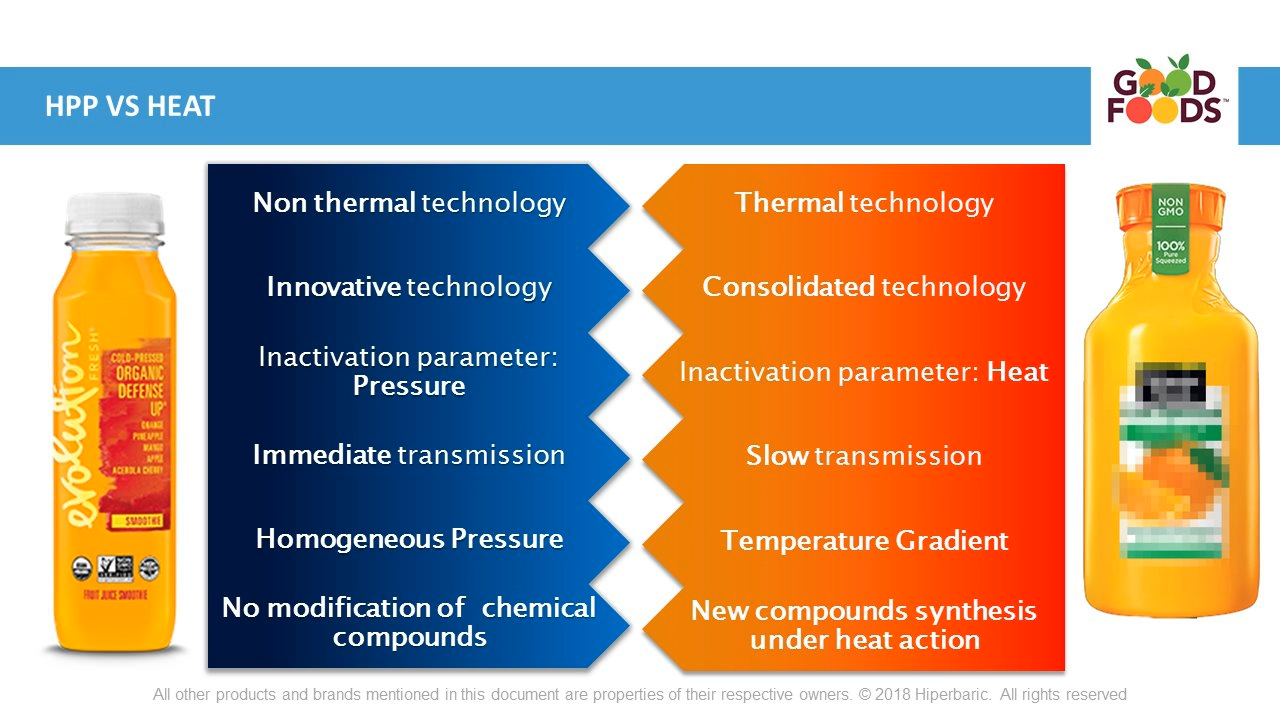 HPP VS HEAT
GOOD
FOODS™
Non thermal technology
Innovative technology
Inactivation parameter:
Pressure
Immediate transmission
Homogeneous Pressure
No modification of chemical
compounds
Thermal technology
Consolidated technology
Inactivation parameter: Heat
Slow transmission
Temperature Gradient
New compounds synthesis
under heat action
evolution
FRESH®
COLD-PRESSED
ORGANIC
DEFENSE
UP
ORANGE
PINEAPPLE
MANGO
APPLE
ACEROLA CHERRY
SMOOTHIE
FRUIT JUICE SMOOTHIE
NON
GMO
100%
Pure
Squeezed
All other products and brands mentioned in this document are properties of their respective owners. © 2018 Hiperbaric. All rights reserved